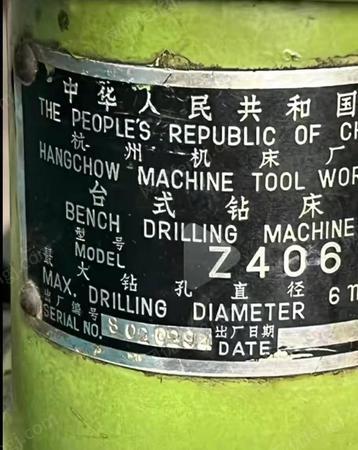 中华人民共和国
THE PEOPLE'S REPUBLIC OF CH
杭州机床厂
HANGCHOW MACHINE TOOL WOR
台式钻床
BENCH DRILLING MACHINE
型号
MODEL Z406
最大钻孔直径
MAX. DRILLING DIAMETER 6
出厂编号
SERIAL NO.
出厂日期
DATE